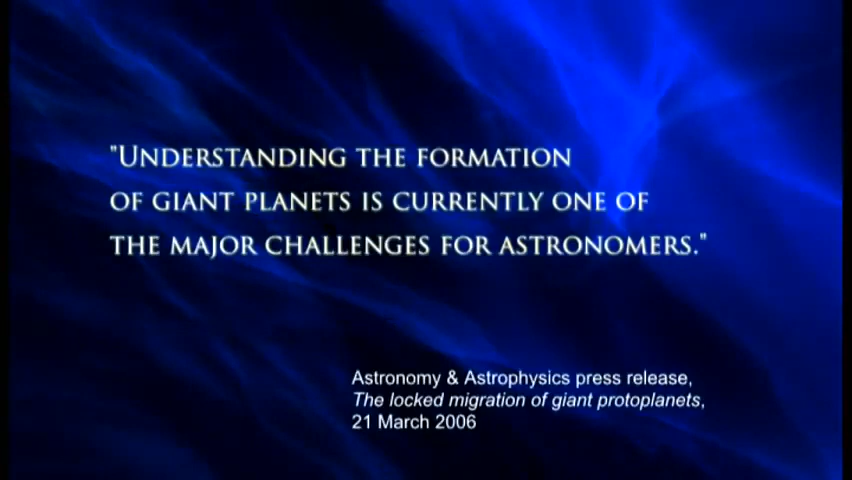 "UNDERSTANDING THE FORMATION
OF GIANT PLANETS IS CURRENTLY ONE OF
THE MAJOR CHALLENGES FOR ASTRONOMERS."
Astronomy & Astrophysics press release,
The locked migration of giant protoplanets,
21 March 2006